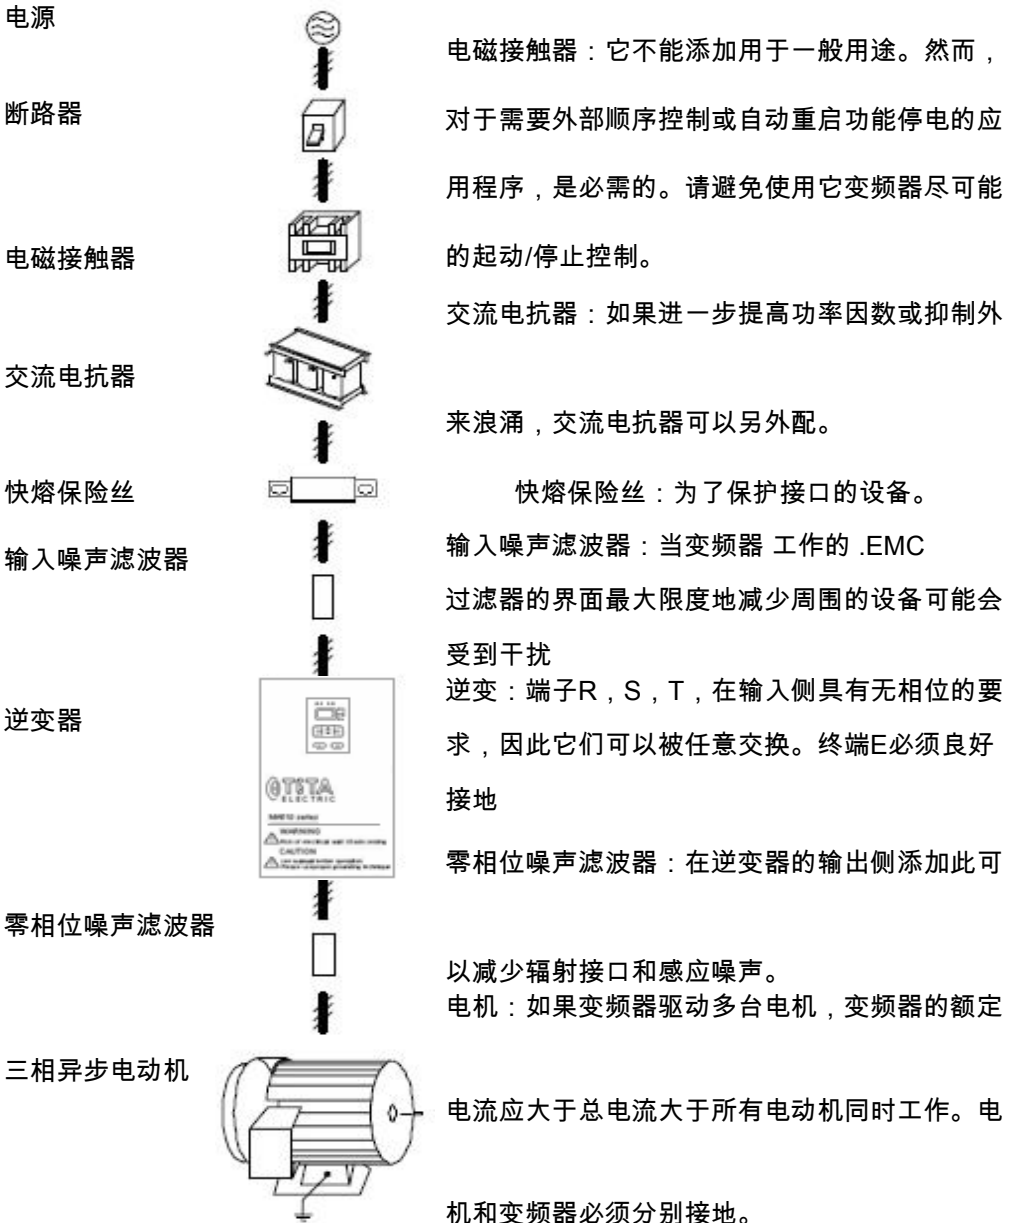 电源
电磁接触器：它不能添加用于一般用途。然而，
断路器
对于需要外部顺序控制或自动重启功能停电的应
用程序，是必需的。请避免使用它变频器尽可能
电磁接触器
的起动/停止控制。
交流电抗器：如果进一步提高功率因数或抑制外
交流电抗器
来浪涌，交流电抗器可以另外配。
快熔保险丝
快熔保险丝：为了保护接口的设备。
输入噪声滤波器
输入噪声滤波器：当变频器 工作的 .EMC
过滤器的界面最大限度地减少周围的设备可能会
受到干扰
逆变：端子R，S，T，在输入侧具有无相位的要
逆变器
求，因此它们可以被任意交换。终端E必须良好
接地
TETA
ELECTRIC
WARNING
CAUTION
零相位噪声滤波器：在逆变器的输出侧添加此可
零相位噪声滤波器
以减少辐射接口和感应噪声。
电机：如果变频器驱动多台电机，变频器的额定
三相异步电动机
电流应大于总电流大于所有电动机同时工作。电
机和变频器必须分别接地。